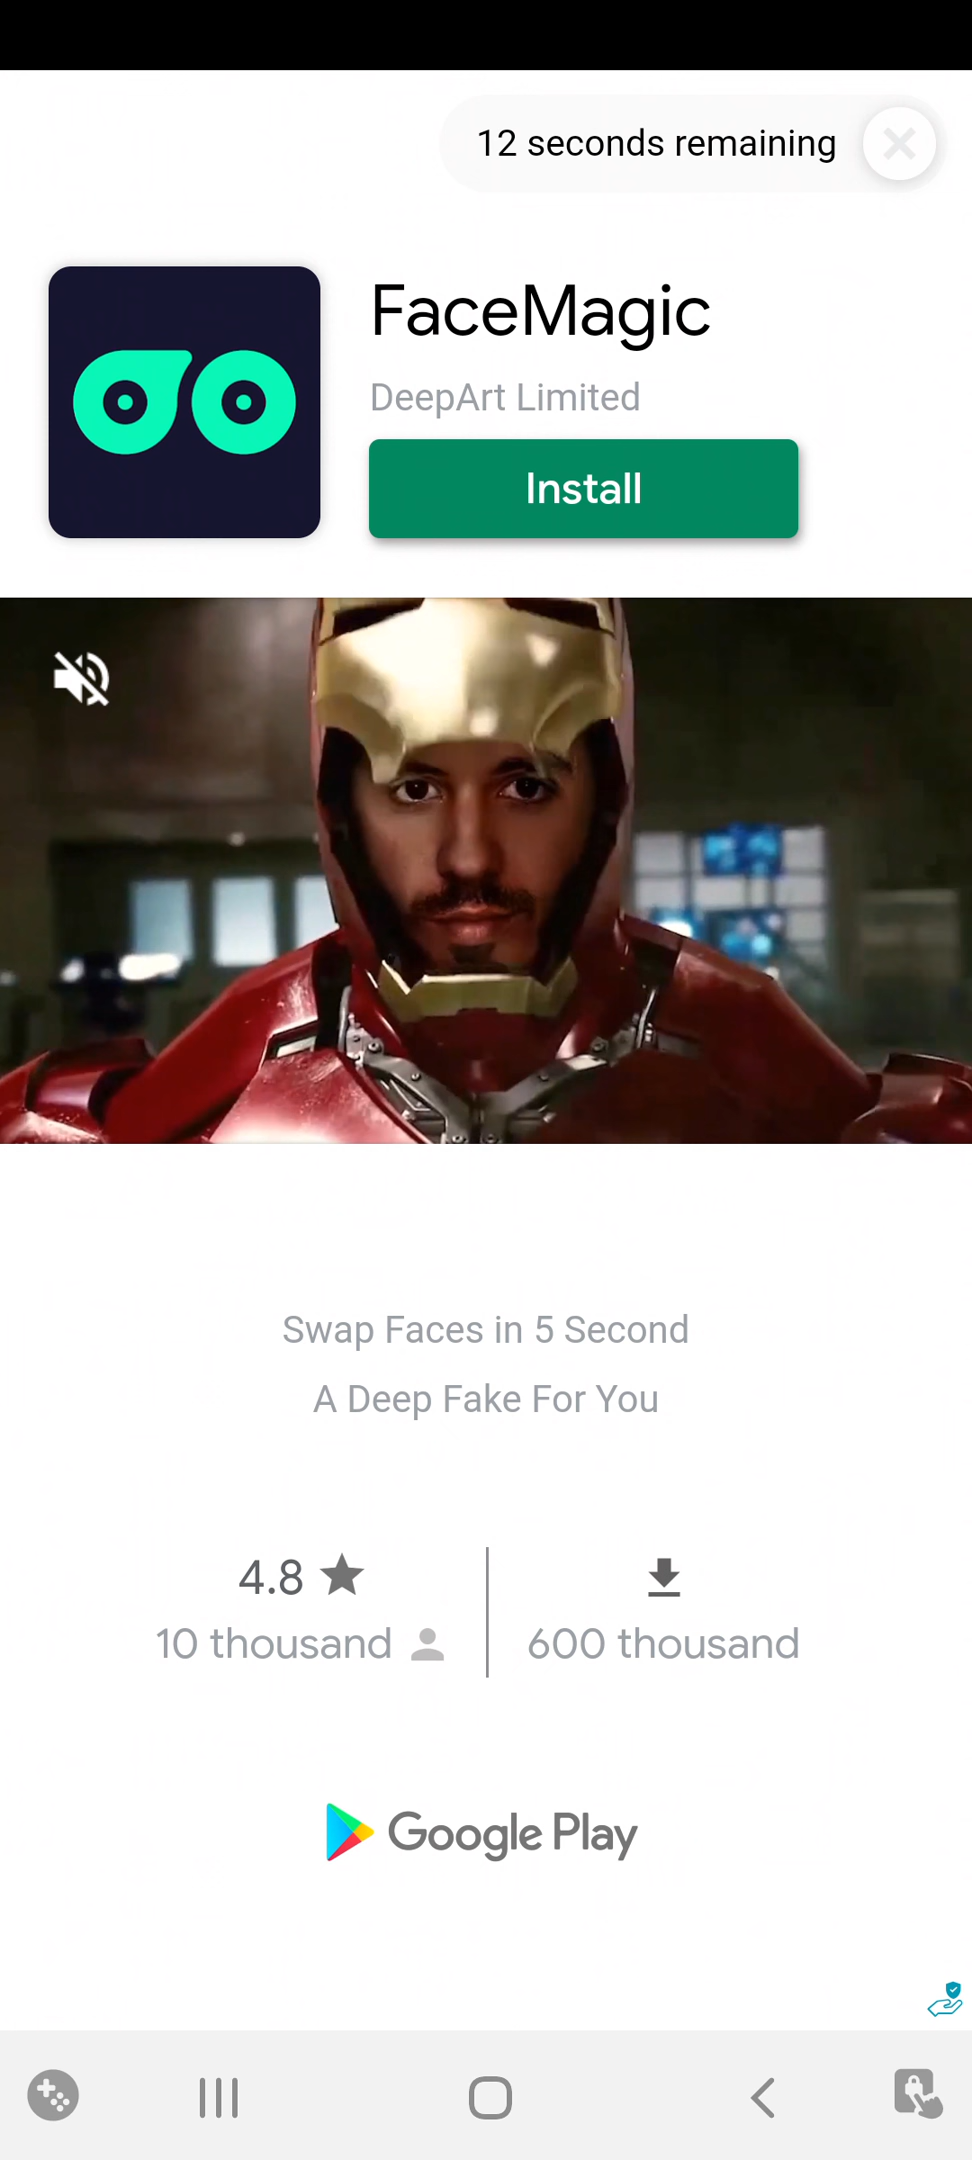 12 seconds remaining
FaceMagic
DeepArt Limited
Install
Swap Faces in 5 Second
A Deep Fake For You
4.8
10 thousand
600 thousand
Google Play